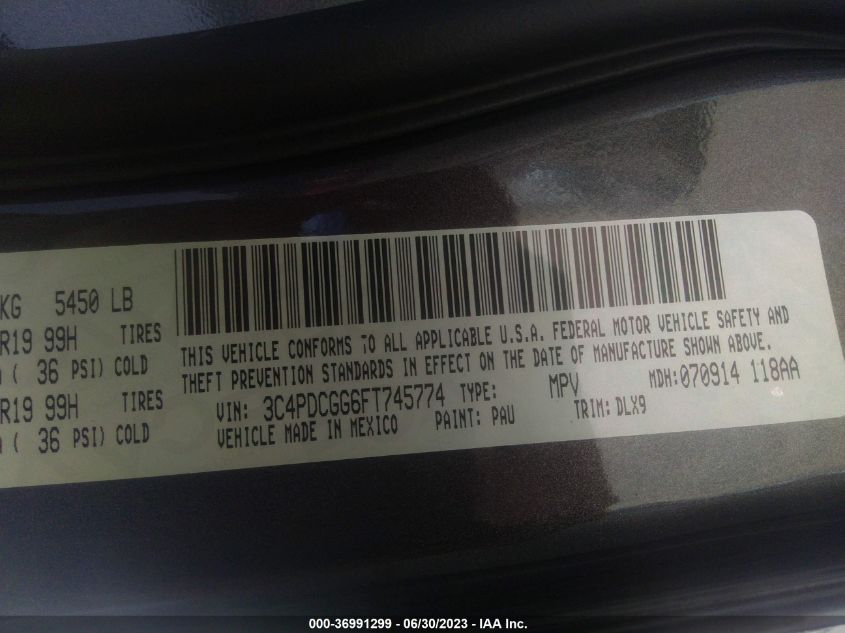 KG 5450 LB
R19 99H TIRES
( 36 PSI) COLD
R19 99H TIRES
( 36 PSI) COLD
THIS VEHICLE CONFORMS TO ALL APPLICABLE U.S.A. FEDERAL MOTOR VEHICLE SAFETY AND
THEFT PREVENTION STANDARDS IN EFFECT ON THE DATE OF MANUFACTURE SHOWN ABOVE.
VIN: 3C4PDCGG6FT745774 TYPE: MPV MDH:070914 118AA
VEHICLE MADE IN MEXICO PAINT: PAU TRIM: DLX9
000-36991299 - 06/30/2023 - IAA Inc.